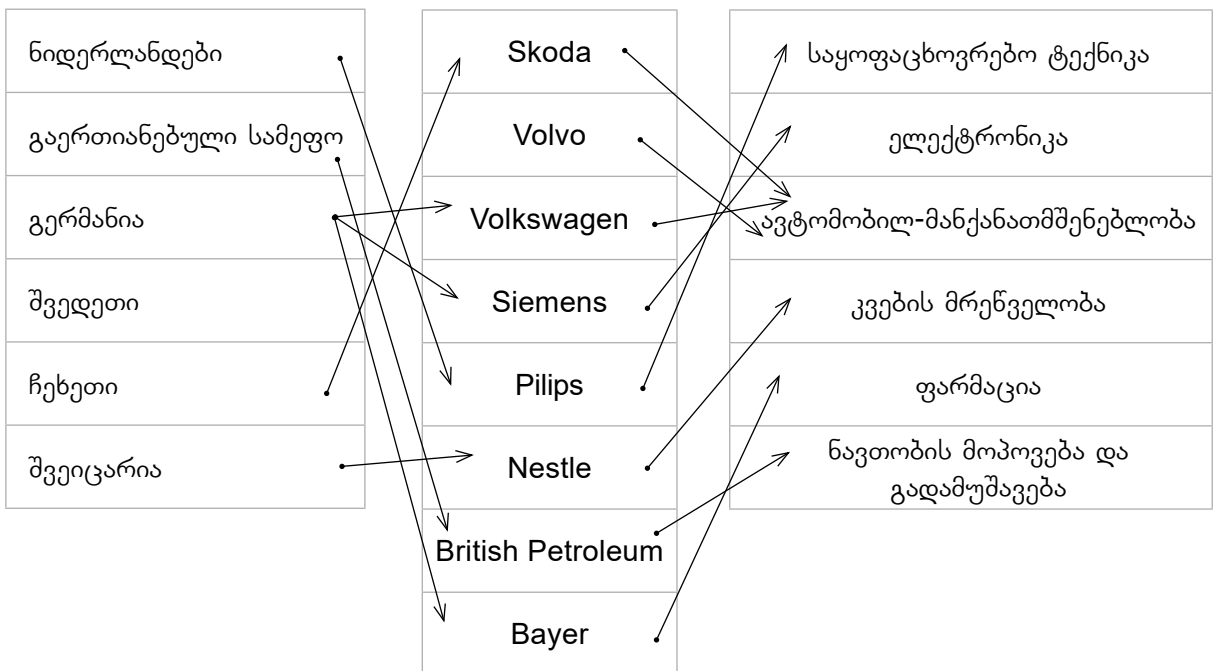 ნიდერლანდები
გაერთიანებული სამეფო
გერმანია
შვედეთი
ჩეხეთი
შვეიცარია
Skoda
Volvo
Volkswagen
Siemens
Pilips
Nestle
British Petroleum
Bayer
საყოფაცხოვრებო ტექნიკა
ელექტრონიკა
ავტომობილ-მანქანათმშენებლობა
კვების მრეწველობა
ფარმაცია
ნავთობის მოპოვება და
გადამუშავება